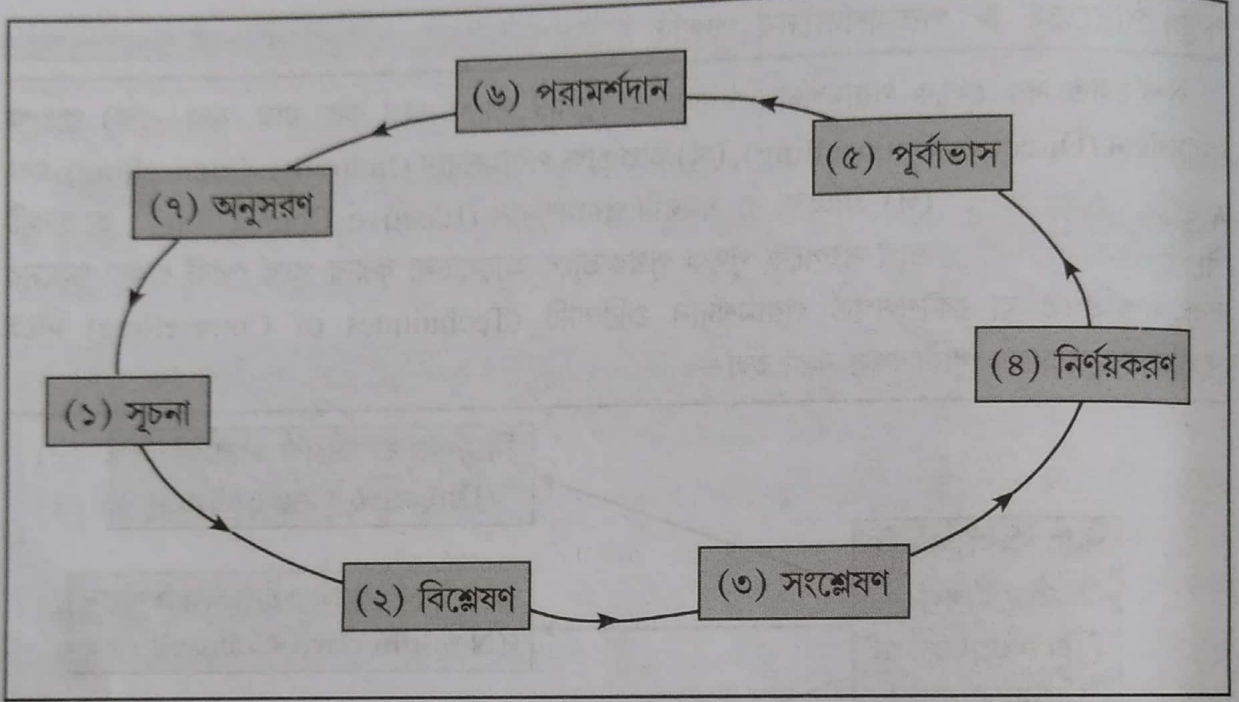 (১) সূচনা
(২) বিশ্লেষণ
(৩) সংশ্লেষণ
(৪) নির্ণয়করণ
(৫) পূর্বাভাস
(৬) পরামর্শদান
(৭) অনুসরণ